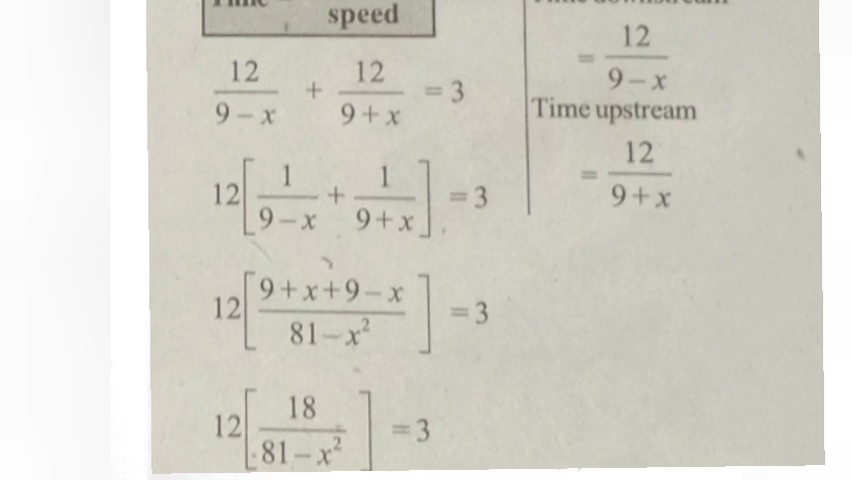 speed
12/(9 – x) + 12/(9 + x) = 3
12[1/(9 – x) + 1/(9 + x)] = 3
12[(9 + x + 9 – x)/(81 – x²)] = 3
12[18/(81 – x²)] = 3
= 12/(9 – x)
Time upstream
= 12/(9 + x)